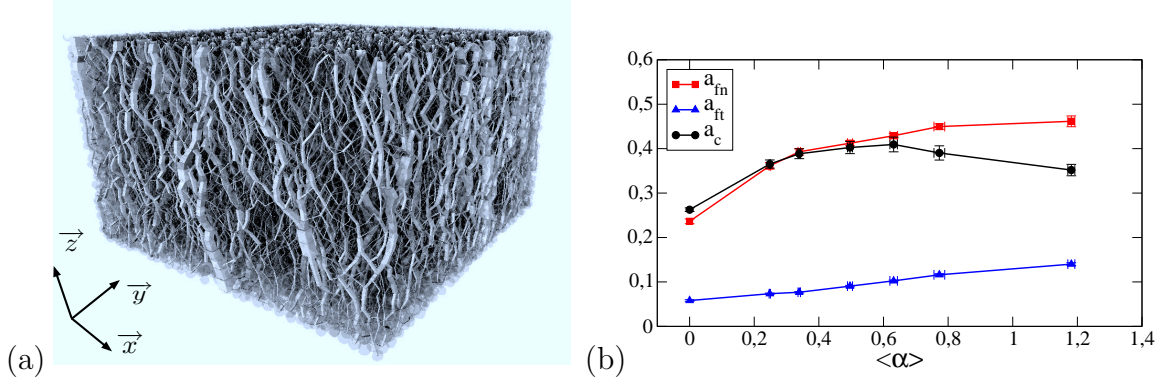 z
y
x
(a)
0,6
0,5
0,4
0,3
0,2
0,1
0
a_fn
a_ft
a_c
0 0,2 0,4 0,6 0,8 1 1,2 1,4
<α>
(b)